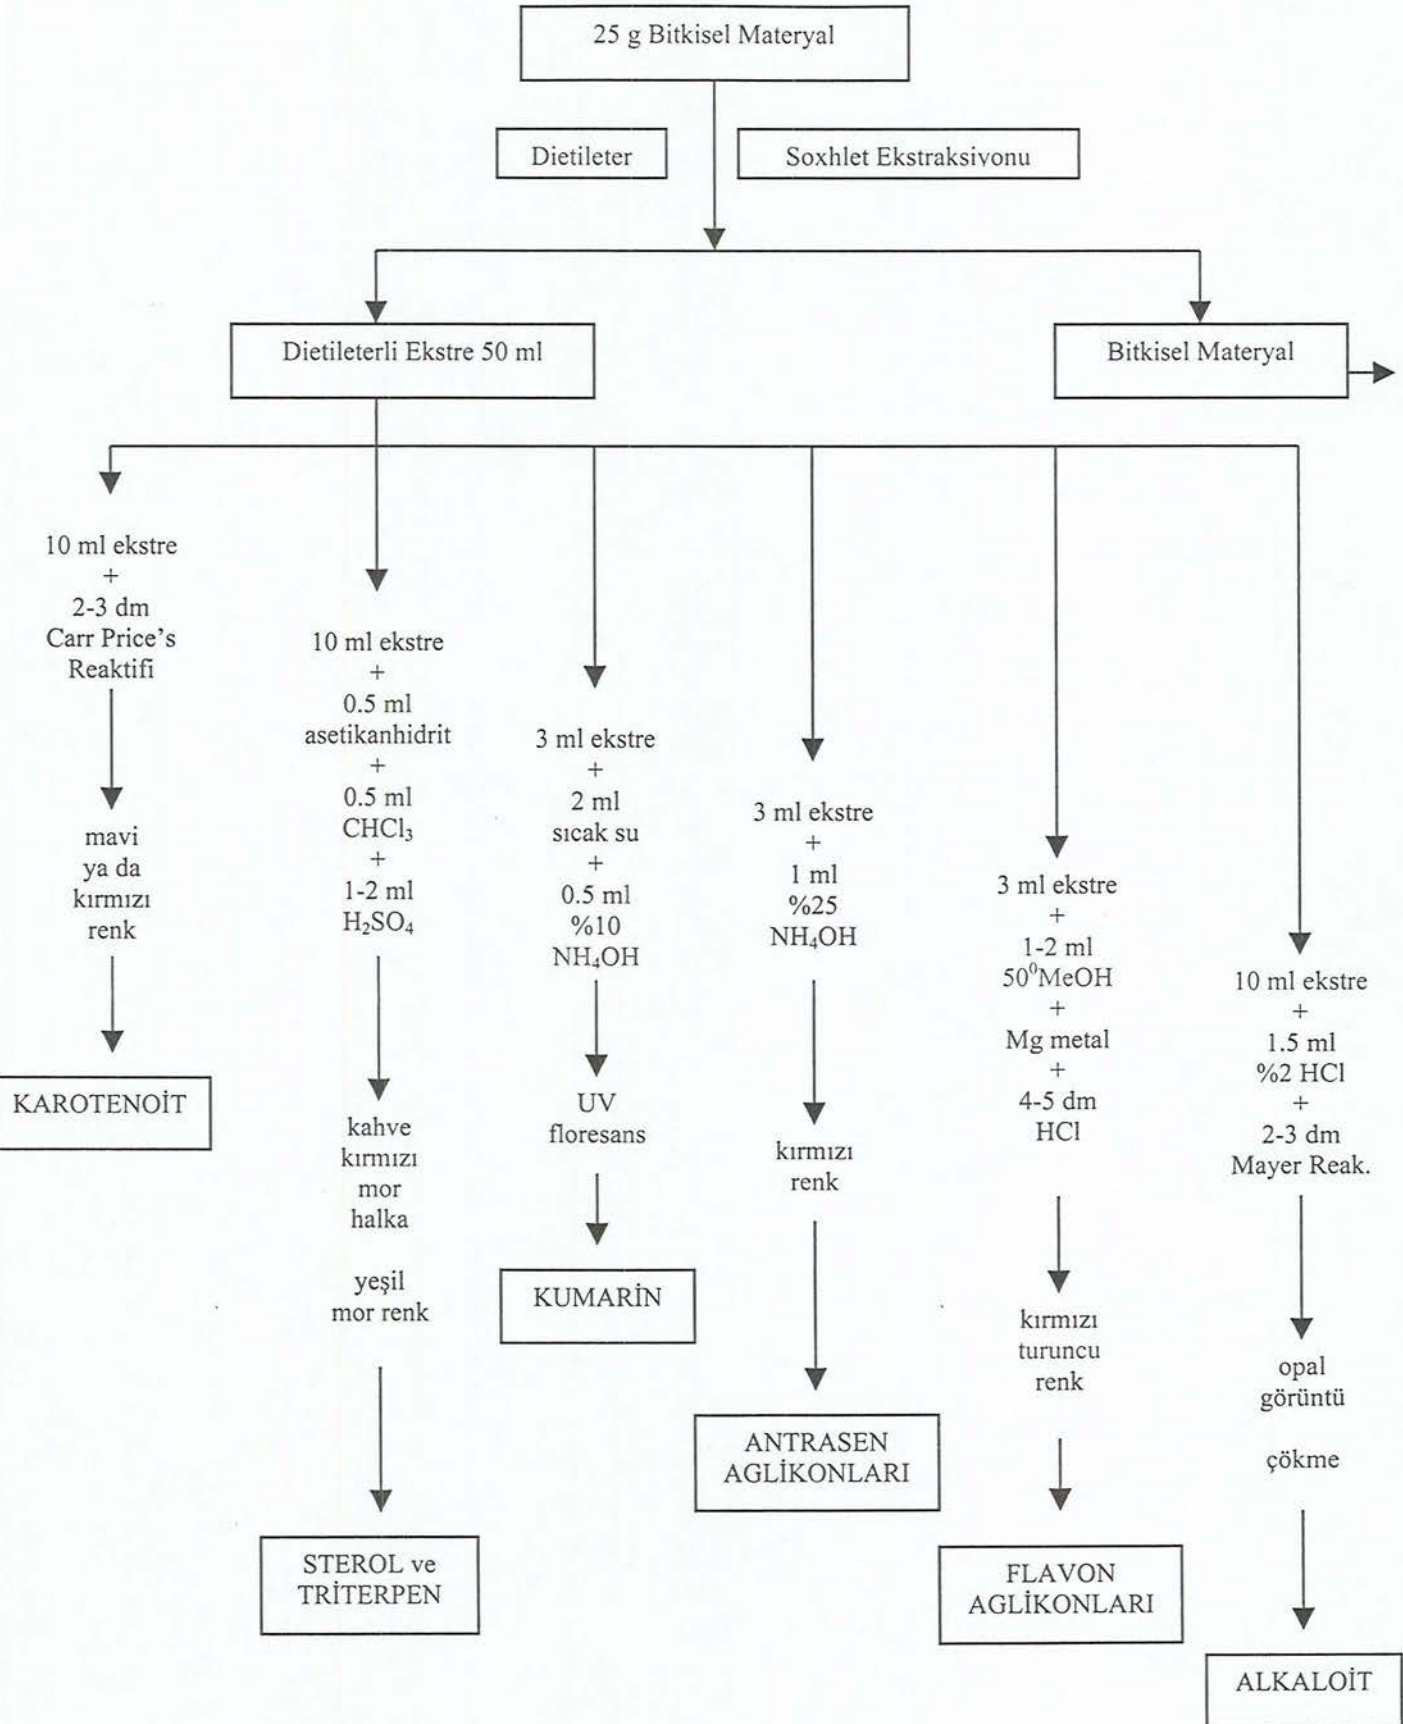 25 g Bitkisel Materyal
Dietileter
Soxhlet Ekstraksivonu
Dietileterli Ekstre 50 ml
Bitkisel Materyal
10 ml ekstre
+
2-3 dm
Carr Price's
Reaktifi
mavi
ya da
kırmızı
renk
KAROTENOİT
10 ml ekstre
+
0.5 ml
asetikanhidrit
+
0.5 ml
CHCl₃
+
1-2 ml
H₂SO₄
kahve
kırmızı
mor
halka
yeşil
mor renk
STEROL ve
TRİTERPEN
3 ml ekstre
+
2 ml
sıcak su
+
0.5 ml
%10
NH₄OH
UV
floresans
KUMARİN
3 ml ekstre
+
1 ml
%25
NH₄OH
kırmızı
renk
ANTRASEN
AGLİKONLARI
3 ml ekstre
+
1-2 ml
50⁰MeOH
+
Mg metal
+
4-5 dm
HCl
kırmızı
turuncu
renk
FLAVON
AGLİKONLARI
10 ml ekstre
+
1.5 ml
%2 HCl
+
2-3 dm
Mayer Reak.
opal
görüntü
çökme
ALKALOİT